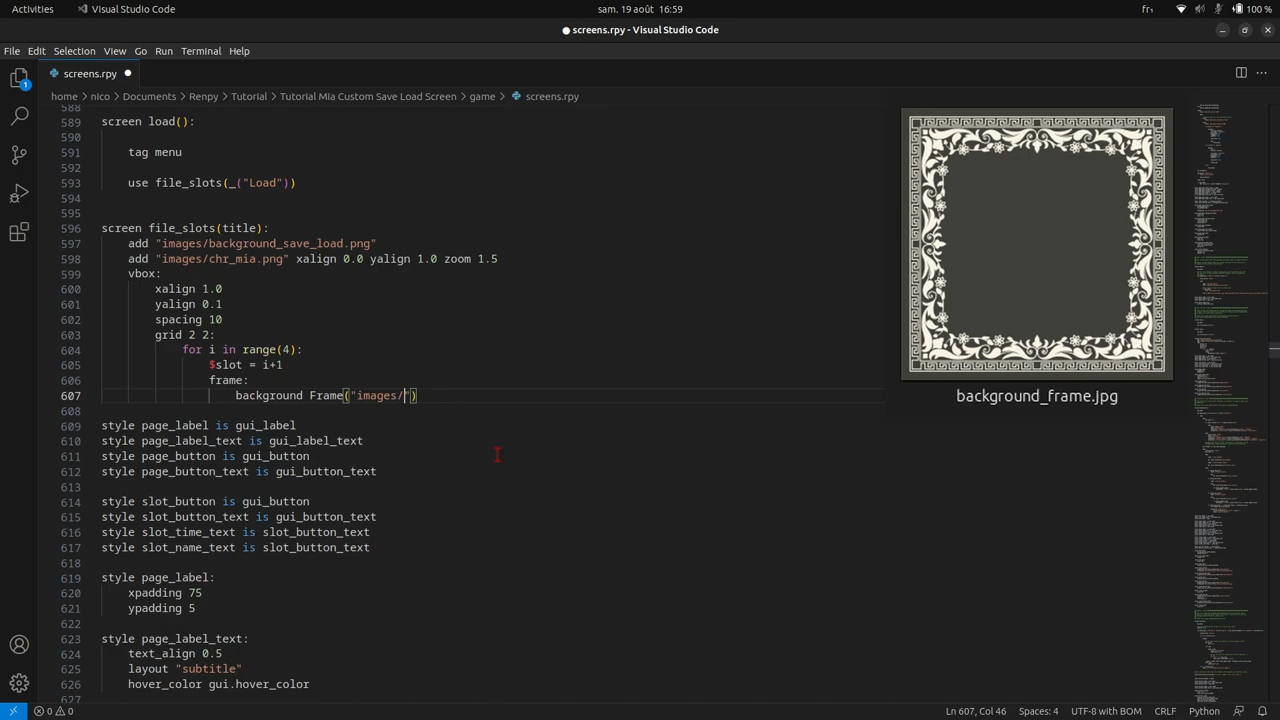 Activities
Visual Studio Code
sam. 19 août 16:59
fr₁
100 %
screens.rpy - Visual Studio Code
File Edit Selection View Go Run Terminal Help
1
screens.rpy
home > nico > Documents > Renpy > Tutorial > Tutorial Mia Custom Save Load Screen > game > screens.rpy
588
589 screen load():
590
591 tag menu
592
593 use file_slots(_("Load"))
594
595
596 screen file_slots(title):
597 add "images/background_save_load.png"
598 add "images/chr_mia.png" xalign 0.0 yalign 1.0 zoom 1.5
599 vbox:
600 xalign 1.0
601 yalign 0.1
602 spacing 10
603 grid 2 2:
604 for i in range(4):
605 $slot = i+1
606 frame:
607 background Frame("images/")
608
609 style page_label is gui_label
610 style page_label_text is gui_label_text
611 style page_button is gui_button
612 style page_button_text is gui_button_text
613
614 style slot_button is gui_button
615 style slot_button_text is gui_button_text
616 style slot_time_text is slot_button_text
617 style slot_name_text is slot_button_text
618
619 style page_label:
620 xpadding 75
621 ypadding 5
622
623 style page_label_text:
624 text_align 0.5
625 layout "subtitle"
626 hover_color gui.hover_color
background_frame.jpg
0 0
Ln 607, Col 46 Spaces: 4 UTF-8 with BOM CRLF Python